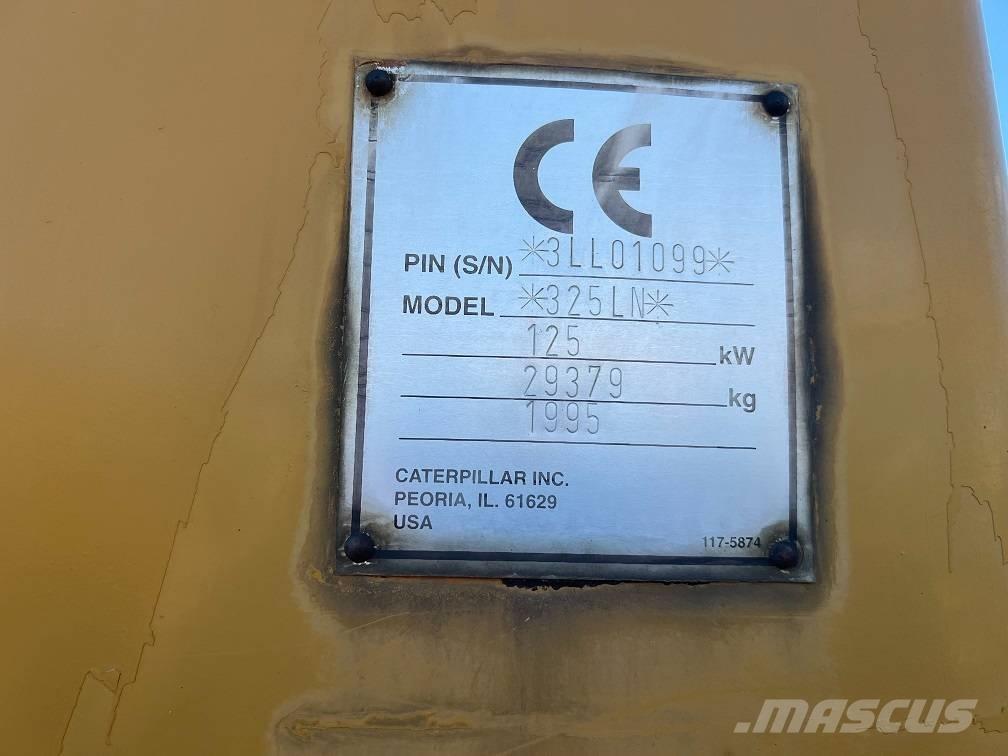 CE
PIN (S/N) *3LL01099*
MODEL *325LN*
125 kW
29379 kg
1995
CATERPILLAR INC.
PEORIA, IL. 61629
USA
117-5874
MASCUS